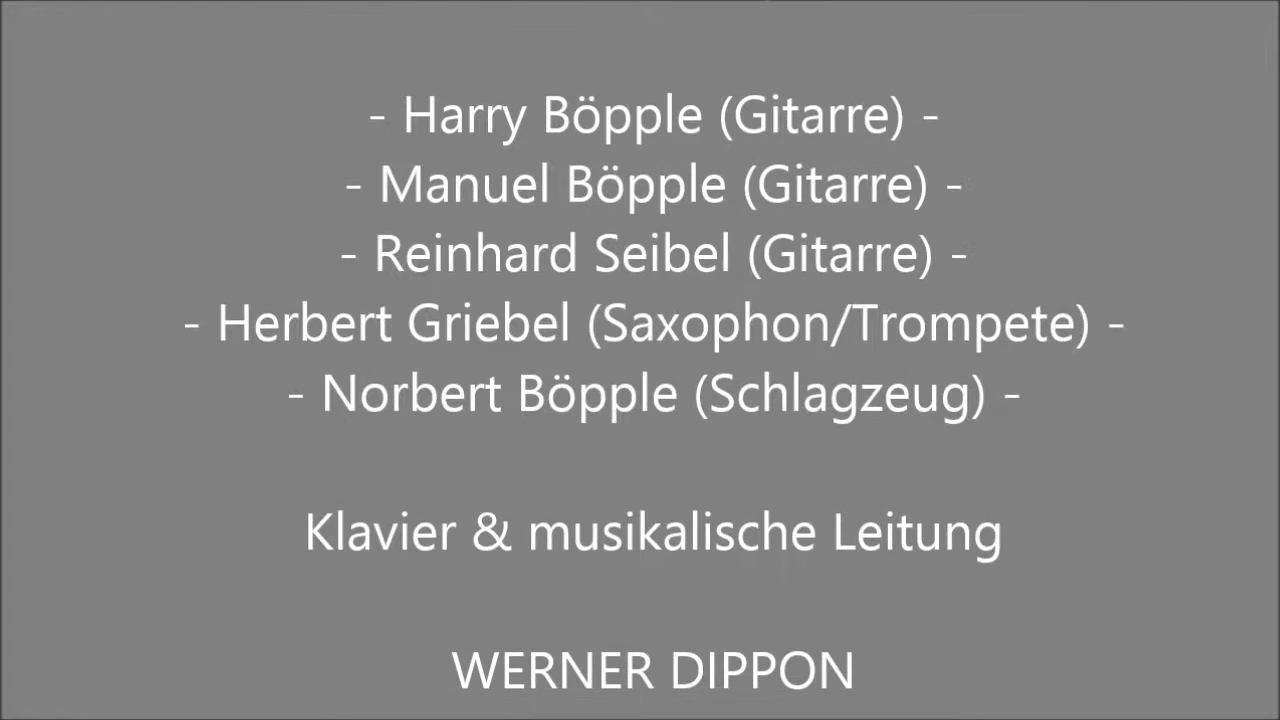 - Harry Böpple (Gitarre) -
- Manuel Böpple (Gitarre) -
- Reinhard Seibel (Gitarre) -
- Herbert Griebel (Saxophon/Trompete) -
- Norbert Böpple (Schlagzeug) -
Klavier & musikalische Leitung
WERNER DIPPON